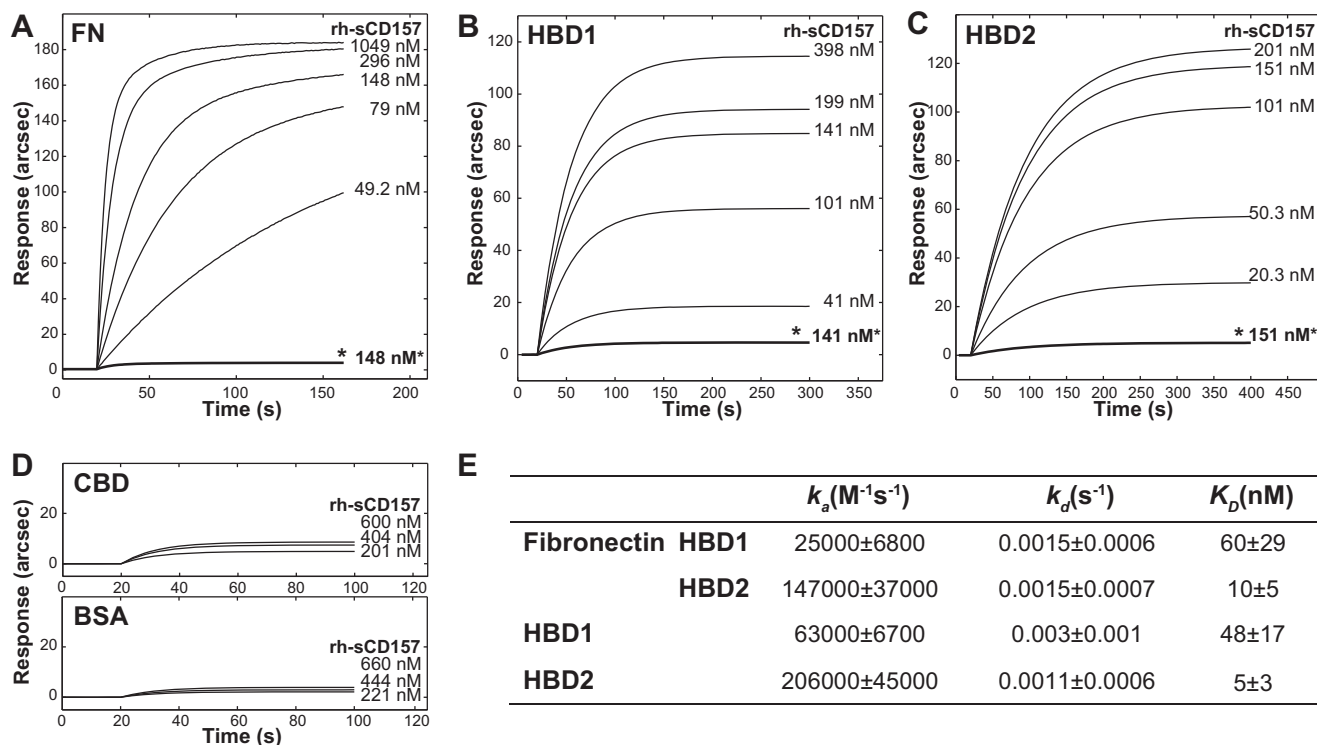 A
FN
Response (arcsec)
180
160
140
120
100
80
60
40
20
0
rh-sCD157
1049 nM
296 nM
148 nM
79 nM
49.2 nM
* 148 nM*
0 50 100 150 200
Time (s)
B
HBD1
Response (arcsec)
120
100
80
60
40
20
0
rh-sCD157
398 nM
199 nM
141 nM
101 nM
41 nM
* 141 nM*
0 50 100 150 200 250 300 350
Time (s)
C
HBD2
Response (arcsec)
120
100
80
60
40
20
0
rh-sCD157
201 nM
151 nM
101 nM
50.3 nM
20.3 nM
* 151 nM*
0 50 100 150 200 250 300 350 400 450
Time (s)
D
CBD
Response (arcsec)
20
0
rh-sCD157
600 nM
404 nM
201 nM
0 20 40 60 80 100 120
BSA
20
0
rh-sCD157
660 nM
444 nM
221 nM
0 20 40 60 80 100 120
Time (s)
E
ka(M-1s-1) kd(s-1) KD(nM)
Fibronectin HBD1 25000±6800 0.0015±0.0006 60±29
HBD2 147000±37000 0.0015±0.0007 10±5
HBD1 63000±6700 0.003±0.001 48±17
HBD2 206000±45000 0.0011±0.0006 5±3